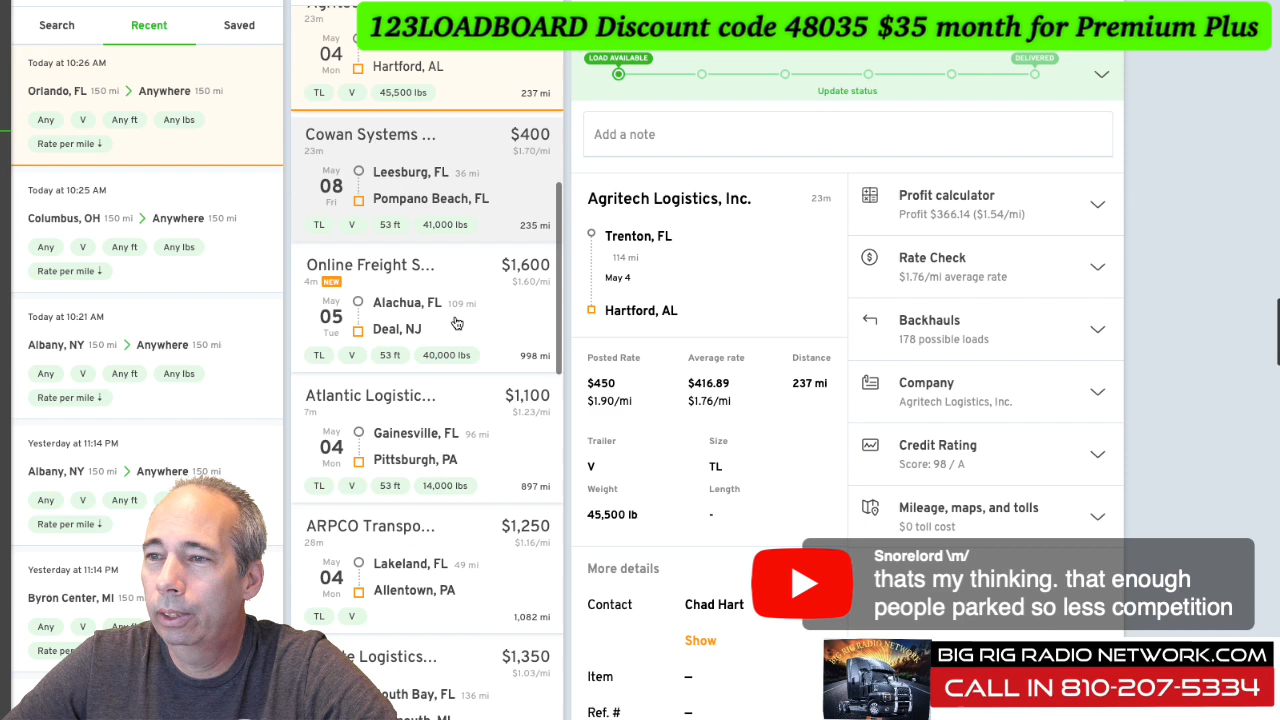 123LOADBOARD Discount code 48035 $35 month for Premium Plus
Search
Recent
Saved
Today at 10:26 AM
Orlando, FL 150 mi > Anywhere 150 mi
Any V Any ft Any lbs
Rate per mile ↓
Today at 10:25 AM
Columbus, OH 150 mi > Anywhere 150 mi
Any V Any ft Any lbs
Rate per mile ↓
Today at 10:21 AM
Albany, NY 150 mi > Anywhere 150 mi
Any V Any ft Any lbs
Rate per mile ↓
Yesterday at 11:14 PM
Albany, NY 150 mi > Anywhere 150 mi
Any V Any ft Any lbs
Rate per mile ↓
Yesterday at 11:14 PM
Byron Center, MI 150 mi
Any
May
04
Mon
Hartford, AL
TL V 45,500 lbs 237 mi
Cowan Systems ... $400
23m $1.70/mi
May
08
Fri
Leesburg, FL 36 mi
Pompano Beach, FL
TL V 53 ft 41,000 lbs 235 mi
Online Freight S... $1,600
4m NEW $1.60/mi
May
05
Tue
Alachua, FL 109 mi
Deal, NJ
TL V 53 ft 40,000 lbs 998 mi
Atlantic Logistic... $1,100
7m $1.23/mi
May
04
Mon
Gainesville, FL 96 mi
Pittsburgh, PA
TL V 53 ft 14,000 lbs 897 mi
ARPCO Transpo... $1,250
28m $1.16/mi
May
04
Mon
Lakeland, FL 49 mi
Allentown, PA
TL V 1,082 mi
Logistics... $1,350
$1.03/mi
South Bay, FL 136 mi
LOAD AVAILABLE
DELIVERED
Update status
Add a note
Agritech Logistics, Inc. 23m
Trenton, FL
114 mi
May 4
Hartford, AL
Posted Rate Average rate Distance
$450 $416.89 237 mi
$1.90/mi $1.76/mi
Trailer Size
V TL
Weight Length
45,500 lb -
More details
Contact Chad Hart
Show
Item –
Ref. # –
Profit calculator
Profit $366.14 ($1.54/mi)
Rate Check
$1.76/mi average rate
Backhauls
178 possible loads
Company
Agritech Logistics, Inc.
Credit Rating
Score: 98 / A
Mileage, maps, and tolls
$0 toll cost
Snorelord \m/
thats my thinking. that enough
people parked so less competition
BIG RIG RADIO NETWORK.COM
CALL IN 810-207-5334